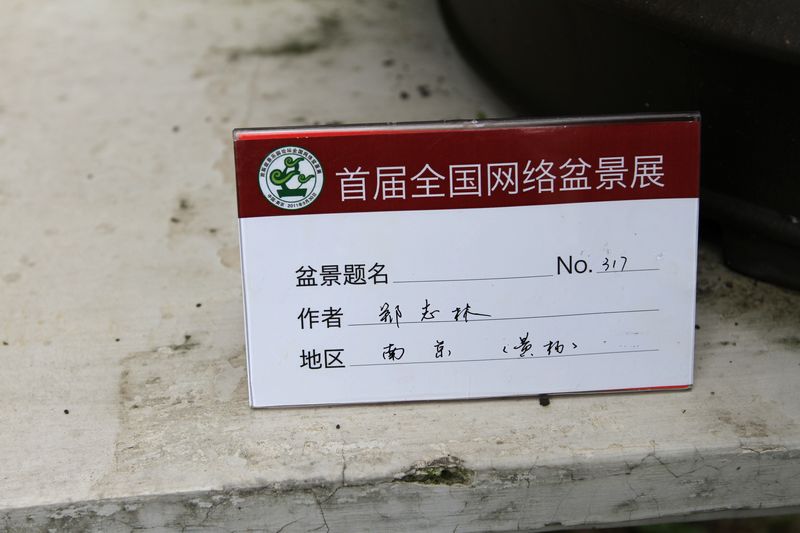 首届全国网络盆景展
盆景题名 No. 317
作者 郑志林
地区 南京 (黄杨)